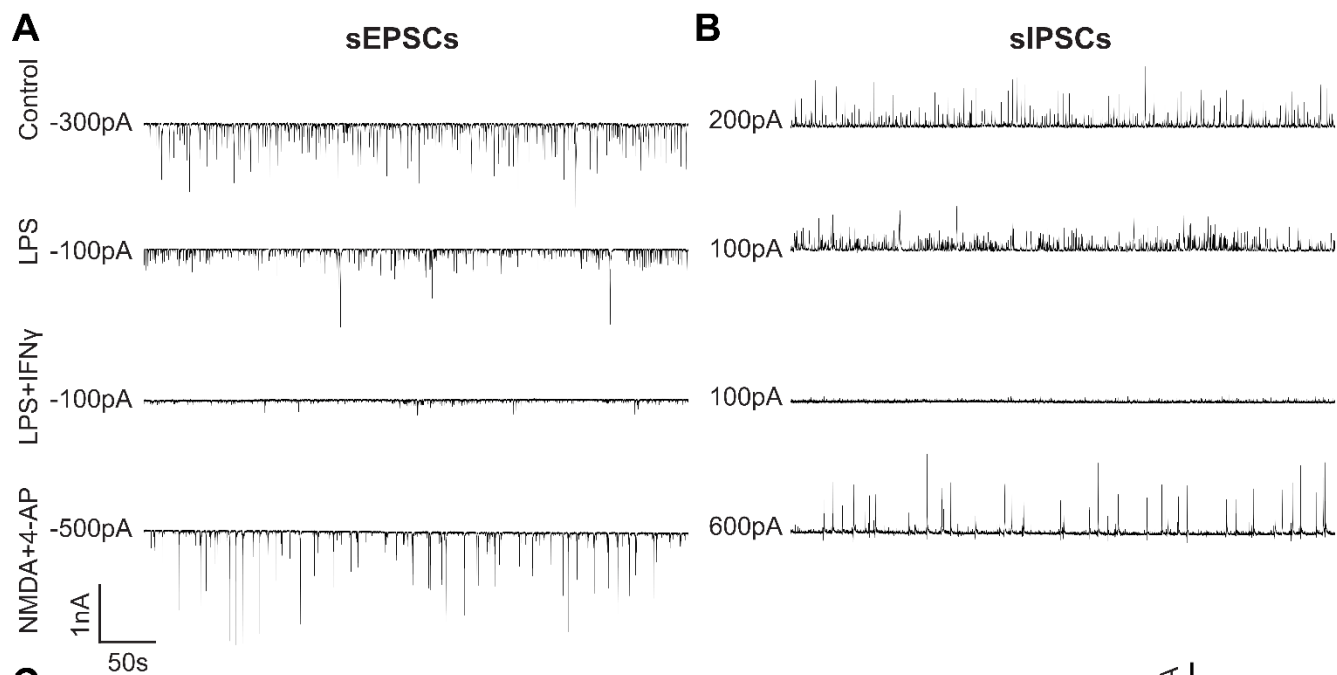 A
B
sEPSCs
sIPSCs
Control
-300pA
200pA
LPS
-100pA
100pA
LPS+IFNγ
-100pA
100pA
NMDA+4-AP
-500pA
600pA
1nA
50s